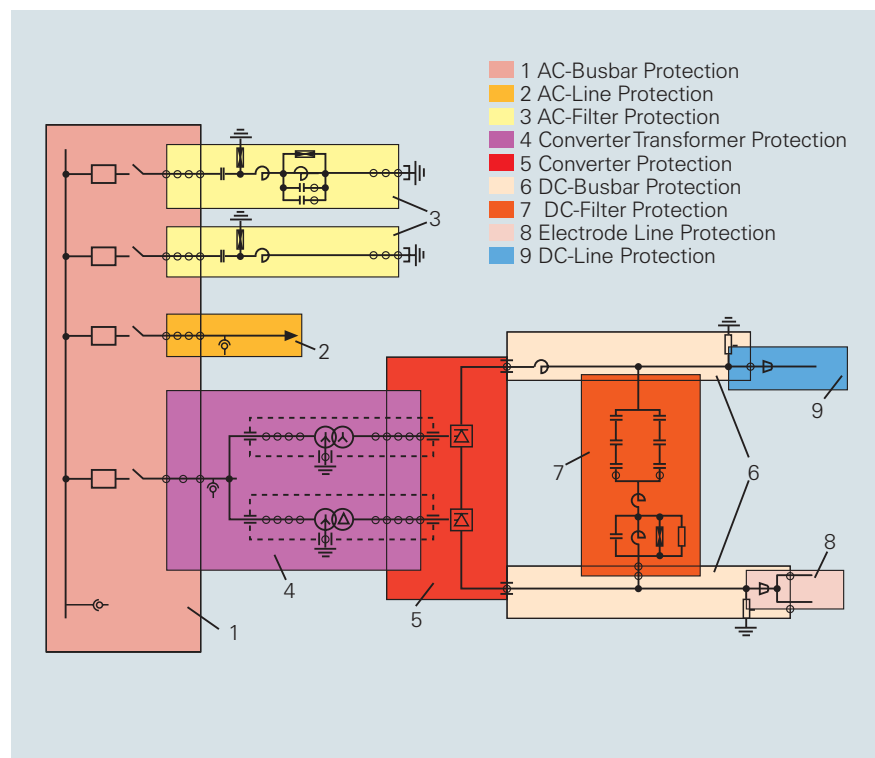 1 AC-Busbar Protection
2 AC-Line Protection
3 AC-Filter Protection
4 Converter Transformer Protection
5 Converter Protection
6 DC-Busbar Protection
7 DC-Filter Protection
8 Electrode Line Protection
9 DC-Line Protection
3
2
9
7
6
8
4
5
1